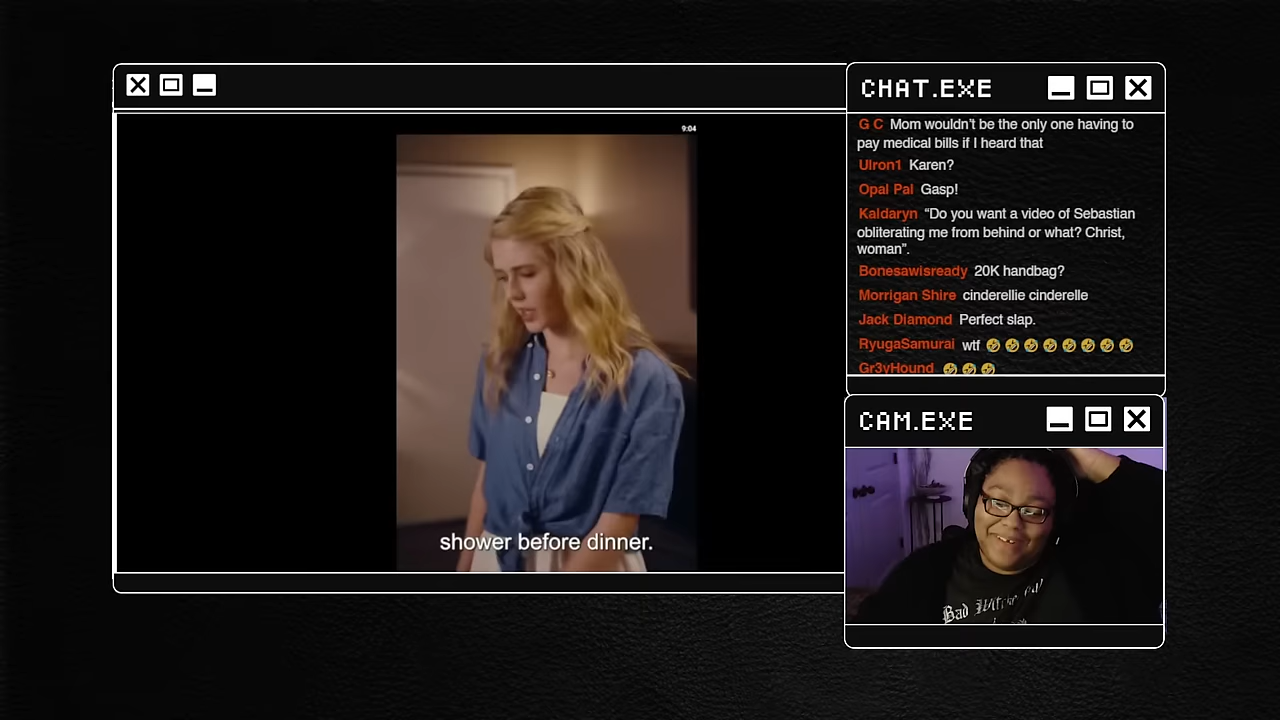 9:04
shower before dinner.
CHAT.EXE
G C Mom wouldn't be the only one having to
pay medical bills if I heard that
Ulron1 Karen?
Opal Pal Gasp!
Kaldaryn “Do you want a video of Sebastian
obliterating me from behind or what? Christ,
woman”.
Bonesawisready 20K handbag?
Morrigan Shire cinderellie cinderelle
Jack Diamond Perfect slap.
RyugaSamurai wtf 🤣🤣🤣🤣🤣🤣🤣🤣
Gr3yHound 🤣🤣🤣
CAM.EXE
Bad